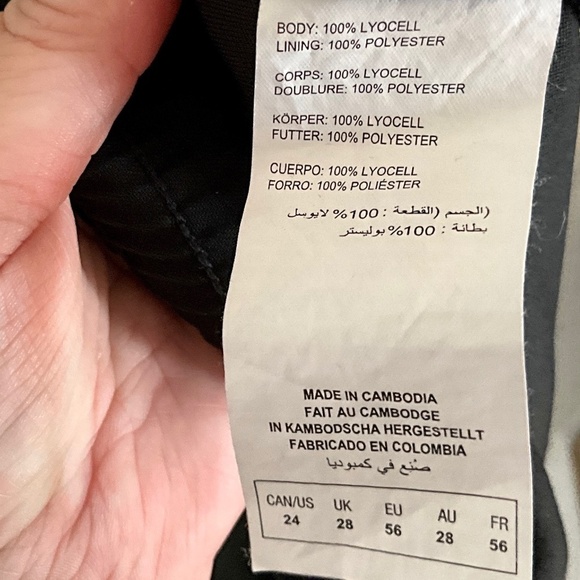 BODY: 100% LYOCELL
LINING: 100% POLYESTER
CORPS: 100% LYOCELL
DOUBLURE: 100% POLYESTER
KÖRPER: 100% LYOCELL
FUTTER: 100% POLYESTER
CUERPO: 100% LYOCELL
FORRO: 100% POLIÉSTER
(الجسم (القطعة : 100% لايوسل
بطانة : 100% بوليستر
MADE IN CAMBODIA
FAIT AU CAMBODGE
IN KAMBODSCHA HERGESTELLT
FABRICADO EN COLOMBIA
صُنِع في كمبوديا
CAN/US UK EU AU FR
24 28 56 28 56